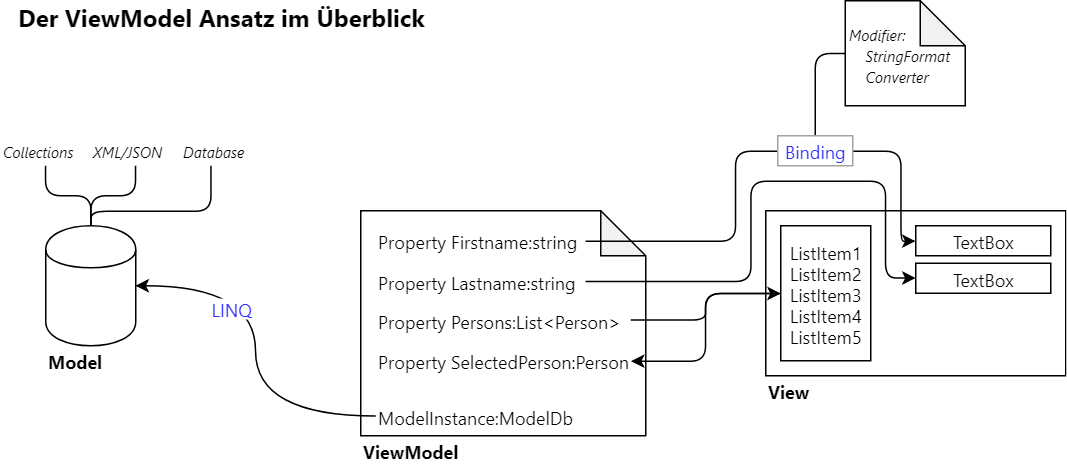 Der ViewModel Ansatz im Überblick
Modifier:
StringFormat
Converter
Collections XML/JSON Database
Binding
Property Firstname:string
Property Lastname:string
Property Persons:List<Person>
Property SelectedPerson:Person
ModelInstance:ModelDb
ListItem1
ListItem2
ListItem3
ListItem4
ListItem5
TextBox
TextBox
LINQ
Model
View
ViewModel